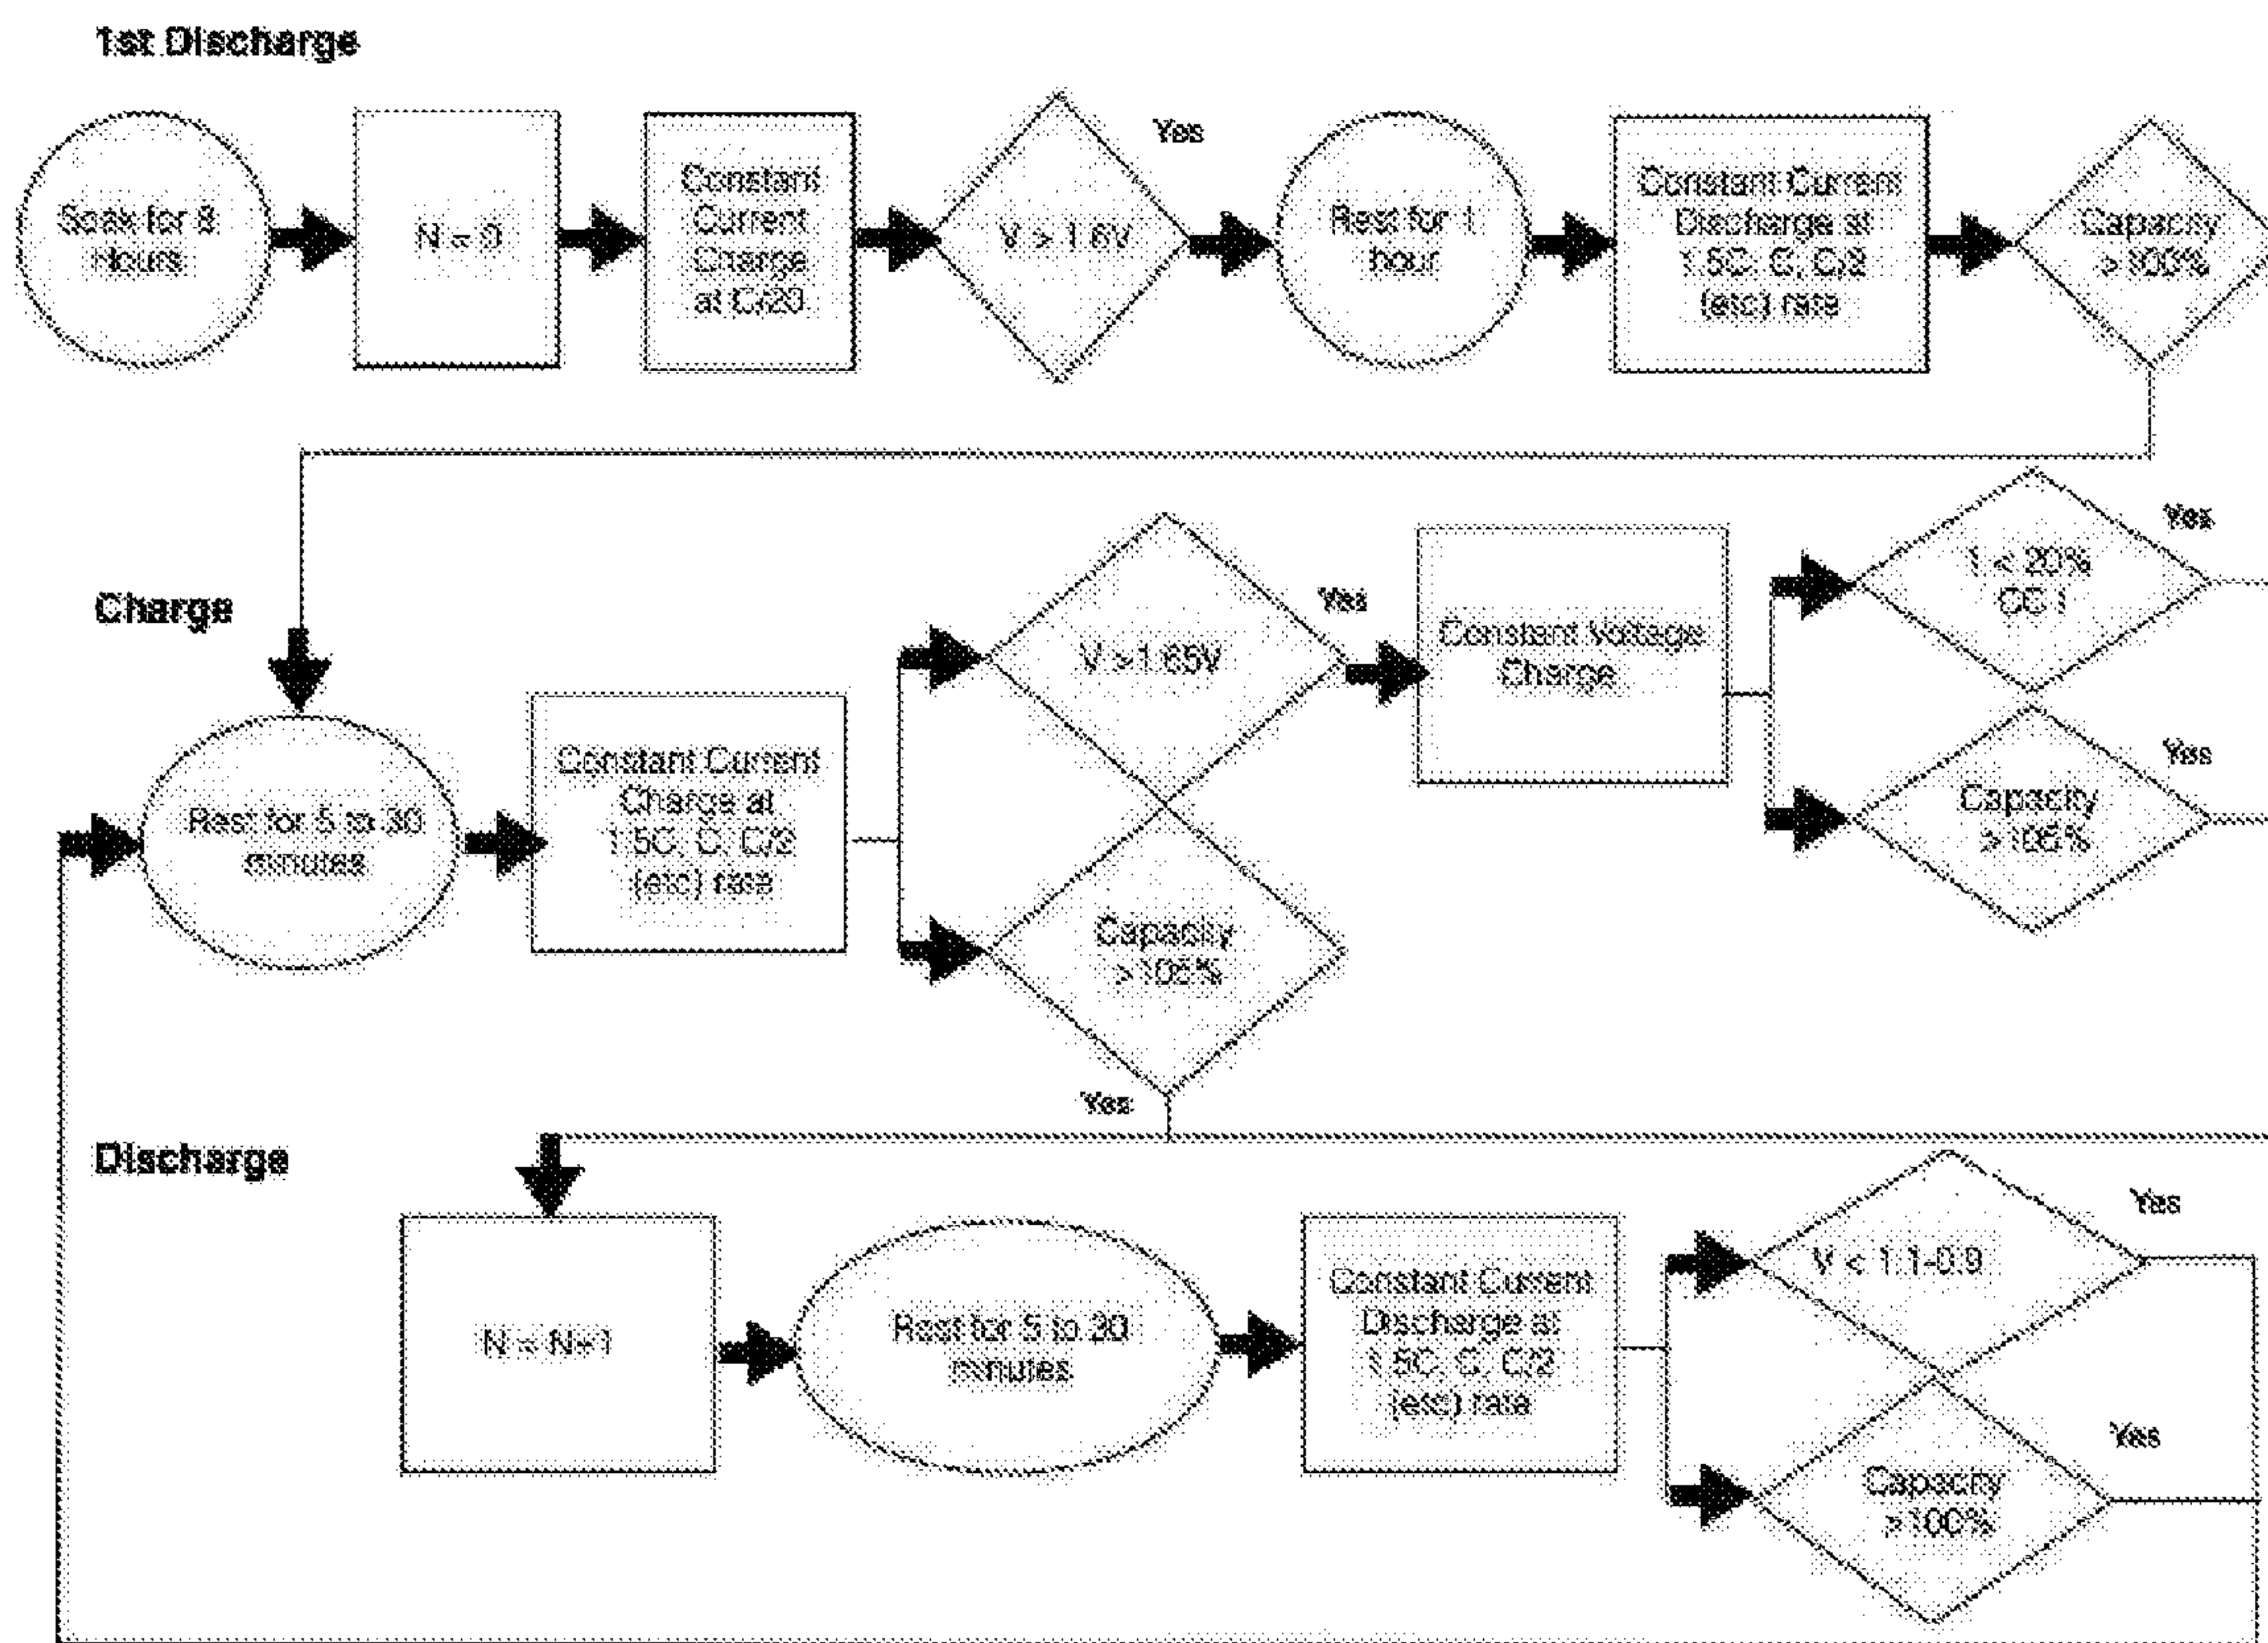 1st Discharge
Soak for 8
Hours
N = 0
Constant
Current
Charge
at C/20
V > 1.6V
Yes
Rest for 1
hour
Constant Current
Discharge at
1.5C, C, C/2
(etc) rate
Capacity
>100%
Charge
Rest for 5 to 30
minutes
Constant Current
Charge at
1.5C, C, C/2
(etc) rate
V >1.65V
Yes
Capacity
>105%
Yes
Constant Voltage
Charge
I < 20%
CC I
Yes
Capacity
>105%
Yes
Discharge
N = N+1
Rest for 5 to 30
minutes
Constant Current
Discharge at
1.5C, C, C/2
(etc) rate
V < 1.1-0.9
Yes
Capacity
>100%
Yes